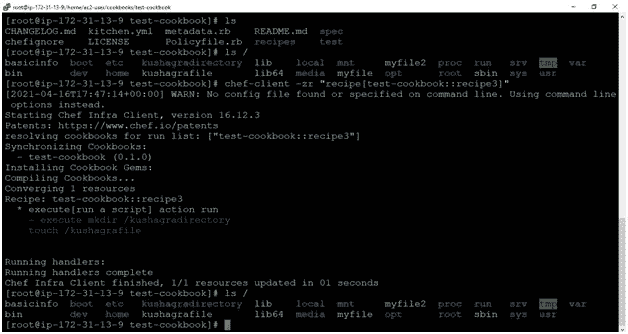 root@ip-172-31-13-9:/home/ec2-user/cookbooks/test-cookbook
[root@ip-172-31-13-9 test-cookbook]# ls
CHANGELOG.md kitchen.yml metadata.rb README.md spec
chefignore LICENSE Policyfile.rb recipes test
[root@ip-172-31-13-9 test-cookbook]# ls /
basicinfo boot etc kushagradirectory lib local mnt myfile2 proc run srv tmp var
bin dev home kushagrafile lib64 media myfile opt root sbin sys usr
[root@ip-172-31-13-9 test-cookbook]# chef-client -zr "recipe[test-cookbook::recipe3]"
[2021-04-16T17:47:14+00:00] WARN: No config file found or specified on command line. Using command line
options instead.
Starting Chef Infra Client, version 16.12.3
Patents: https://www.chef.io/patents
resolving cookbooks for run list: ["test-cookbook::recipe3"]
Synchronizing Cookbooks:
- test-cookbook (0.1.0)
Installing Cookbook Gems:
Compiling Cookbooks...
Converging 1 resources
Recipe: test-cookbook::recipe3
* execute[run a script] action run
- execute mkdir /kushagradirectory
touch /kushagrafile
Running handlers:
Running handlers complete
Chef Infra Client finished, 1/1 resources updated in 01 seconds
[root@ip-172-31-13-9 test-cookbook]# ls /
basicinfo boot etc kushagradirectory lib local mnt myfile2 proc run srv tmp var
bin dev home kushagrafile lib64 media myfile opt root sbin sys usr
[root@ip-172-31-13-9 test-cookbook]#